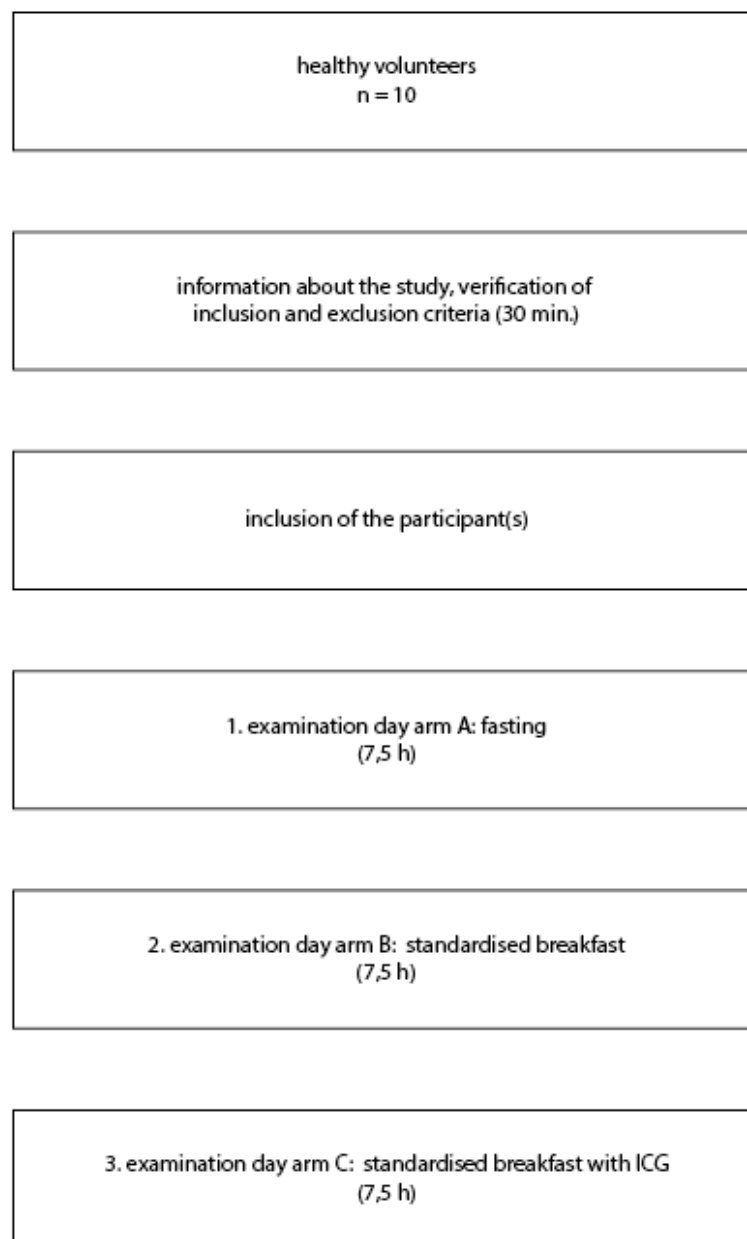 healthy volunteers
n = 10
information about the study, verification of
inclusion and exclusion criteria (30 min.)
inclusion of the participant(s)
1. examination day arm A: fasting
(7,5 h)
2. examination day arm B: standardised breakfast
(7,5 h)
3. examination day arm C: standardised breakfast with ICG
(7,5 h)